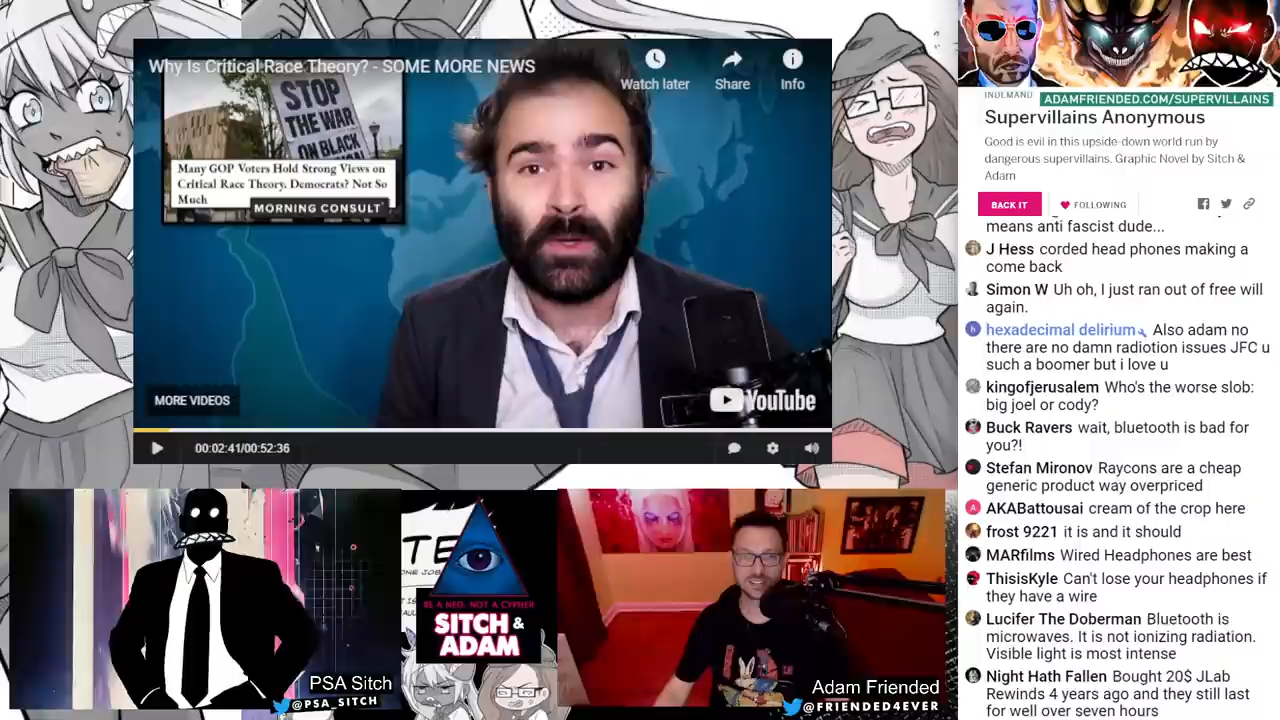 Why Is Critical Race Theory? - SOME MORE NEWS
Watch later
Share
Info
STOP
THE WAR
ON BLACK
Many GOP Voters Hold Strong Views on
Critical Race Theory. Democrats? Not So
Much
MORNING CONSULT
MORE VIDEOS
YouTube
00:02:41/00:52:36
PSA Sitch
@PSA_SITCH
TE
ONE JOB
BE A NEO, NOT A CYPHER
SITCH &
ADAM
Adam Friended
@FRIENDED4EVER
INDEMAND
ADAMFRIENDED.COM/SUPERVILLAINS
Supervillains Anonymous
Good is evil in this upside-down world run by
dangerous supervillains. Graphic Novel by Sitch &
Adam
BACK IT
FOLLOWING
means anti fascist dude...
J Hess corded head phones making a
come back
Simon W Uh oh, I just ran out of free will
again.
hexadecimal delirium Also adam no
there are no damn radiotion issues JFC u
such a boomer but i love u
kingofjerusalem Who's the worse slob:
big joel or cody?
Buck Ravers wait, bluetooth is bad for
you?!
Stefan Mironov Raycons are a cheap
generic product way overpriced
AKABattousai cream of the crop here
frost 9221 it is and it should
MARfilms Wired Headphones are best
ThisisKyle Can't lose your headphones if
they have a wire
Lucifer The Doberman Bluetooth is
microwaves. It is not ionizing radiation.
Visible light is most intense
Night Hath Fallen Bought 20$ JLab
Rewinds 4 years ago and they still last
for well over seven hours